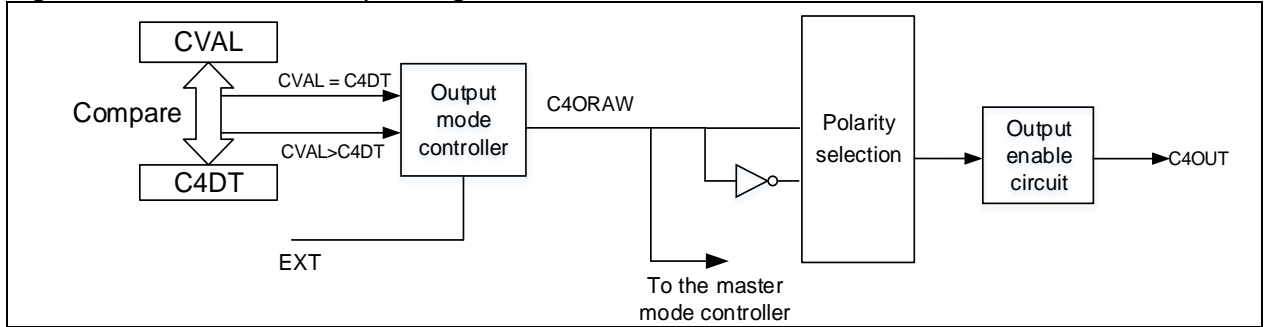 CVAL
Compare
C4DT
CVAL = C4DT
CVAL>C4DT
EXT
Output
mode
controller
C4ORAW
To the master
mode controller
Polarity
selection
Output
enable
circuit
C4OUT